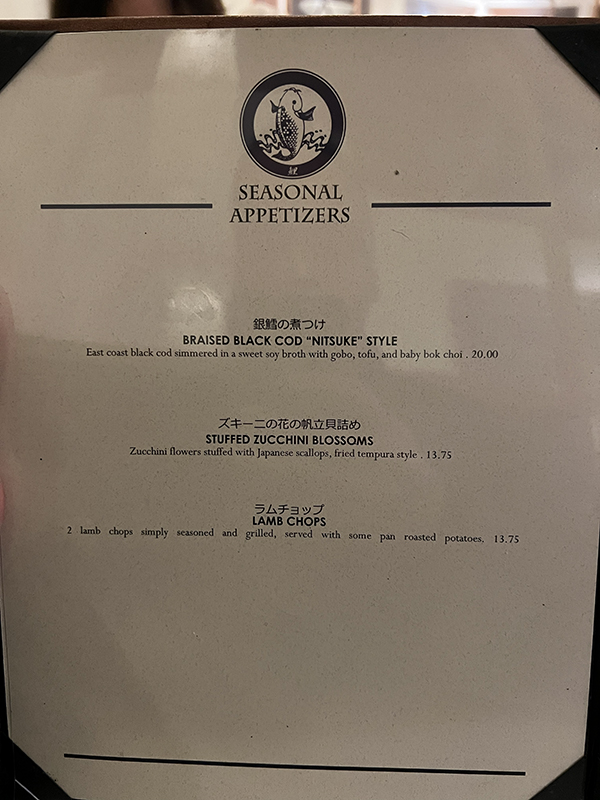 SEASONAL
APPETIZERS
銀鱈の煮つけ
BRAISED BLACK COD “NITSUKE” STYLE
East coast black cod simmered in a sweet soy broth with gobo, tofu, and baby bok choi . 20.00
ズキーニの花の帆立貝詰め
STUFFED ZUCCHINI BLOSSOMS
Zucchini flowers stuffed with Japanese scallops, fried tempura style . 13.75
ラムチョップ
LAMB CHOPS
2 lamb chops simply seasoned and grilled, served with some pan roasted potatoes. 13.75